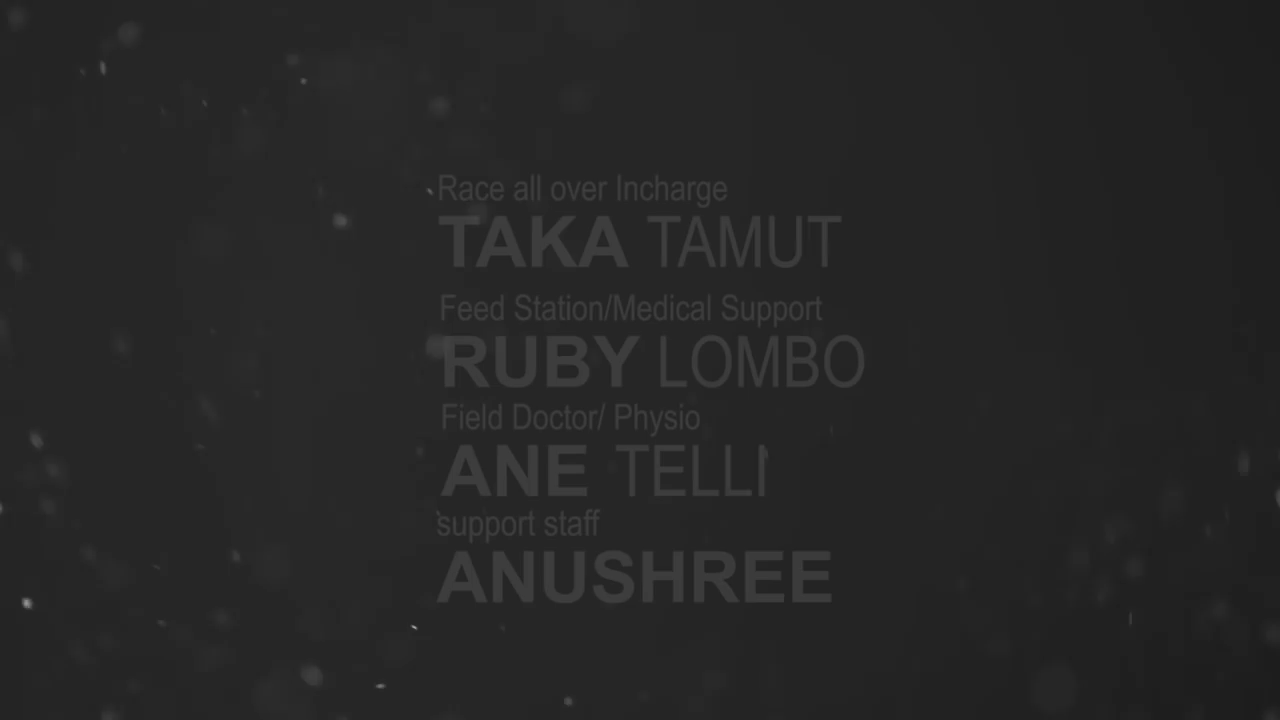 Race all over Incharge
TAKA TAMUT
Feed Station/Medical Support
RUBY LOMBO
Field Doctor/ Physio
ANE TELLI
support staff
ANUSHREE